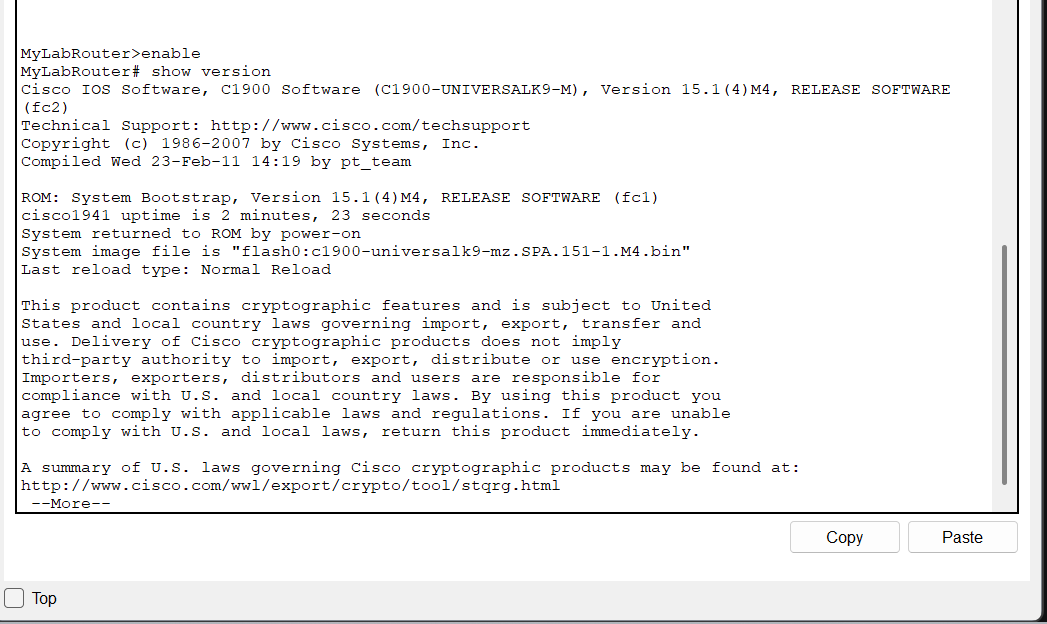 MyLabRouter>enable
MyLabRouter# show version
Cisco IOS Software, C1900 Software (C1900-UNIVERSALK9-M), Version 15.1(4)M4, RELEASE SOFTWARE
(fc2)
Technical Support: http://www.cisco.com/techsupport
Copyright (c) 1986-2007 by Cisco Systems, Inc.
Compiled Wed 23-Feb-11 14:19 by pt_team
ROM: System Bootstrap, Version 15.1(4)M4, RELEASE SOFTWARE (fc1)
cisco1941 uptime is 2 minutes, 23 seconds
System returned to ROM by power-on
System image file is "flash0:c1900-universalk9-mz.SPA.151-1.M4.bin"
Last reload type: Normal Reload
This product contains cryptographic features and is subject to United
States and local country laws governing import, export, transfer and
use. Delivery of Cisco cryptographic products does not imply
third-party authority to import, export, distribute or use encryption.
Importers, exporters, distributors and users are responsible for
compliance with U.S. and local country laws. By using this product you
agree to comply with applicable laws and regulations. If you are unable
to comply with U.S. and local laws, return this product immediately.
A summary of U.S. laws governing Cisco cryptographic products may be found at:
http://www.cisco.com/wwl/export/crypto/tool/stqrg.html
--More--
Copy
Paste
Top